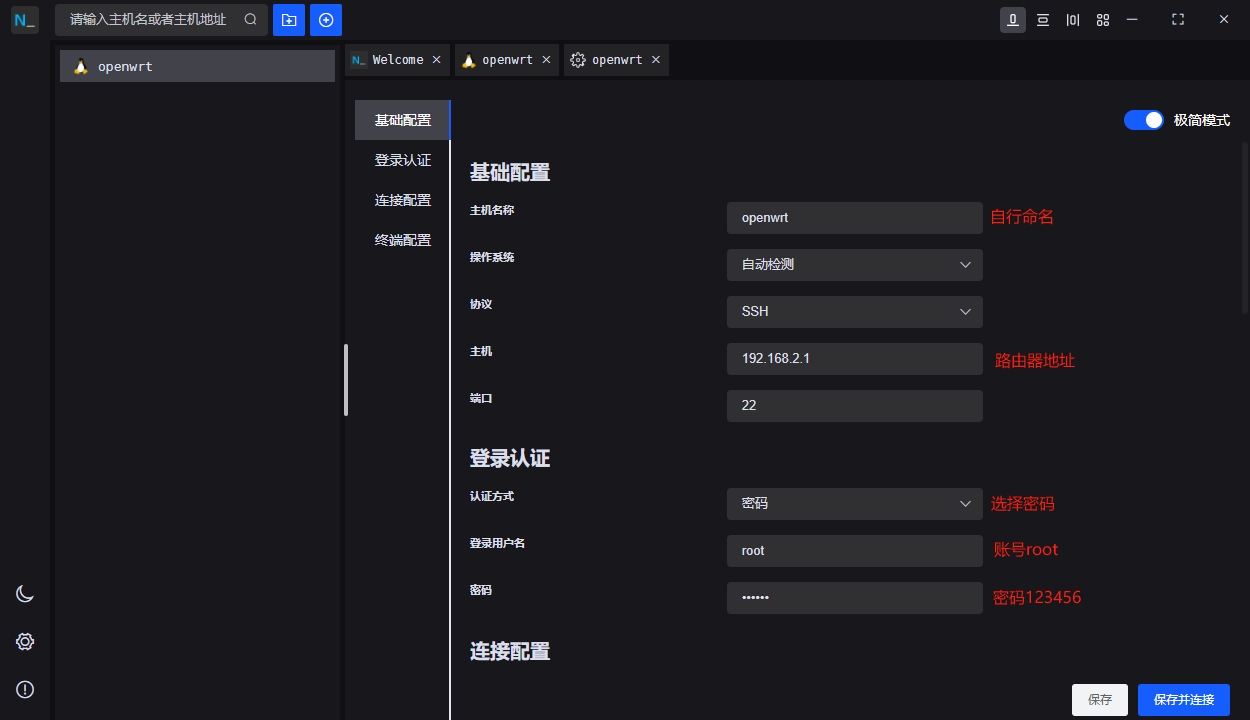 N_ 请输入主机名或者主机地址
openwrt
N_ Welcome × openwrt × openwrt ×
基础配置
登录认证
连接配置
终端配置
极简模式
基础配置
主机名称 openwrt 自行命名
操作系统 自动检测
协议 SSH
主机 192.168.2.1 路由器地址
端口 22
登录认证
认证方式 密码 选择密码
登录用户名 root 账号root
密码 •••••• 密码123456
连接配置
保存 保存并连接